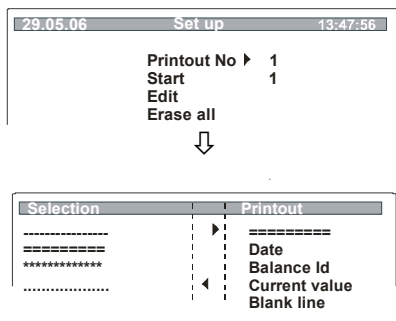 29.05.06 Set up 13:47:56
Printout No 1
Start 1
Edit
Erase all
Selection Printout
---------------- =========
========= Date
************* Balance Id
................... Current value
Blank line